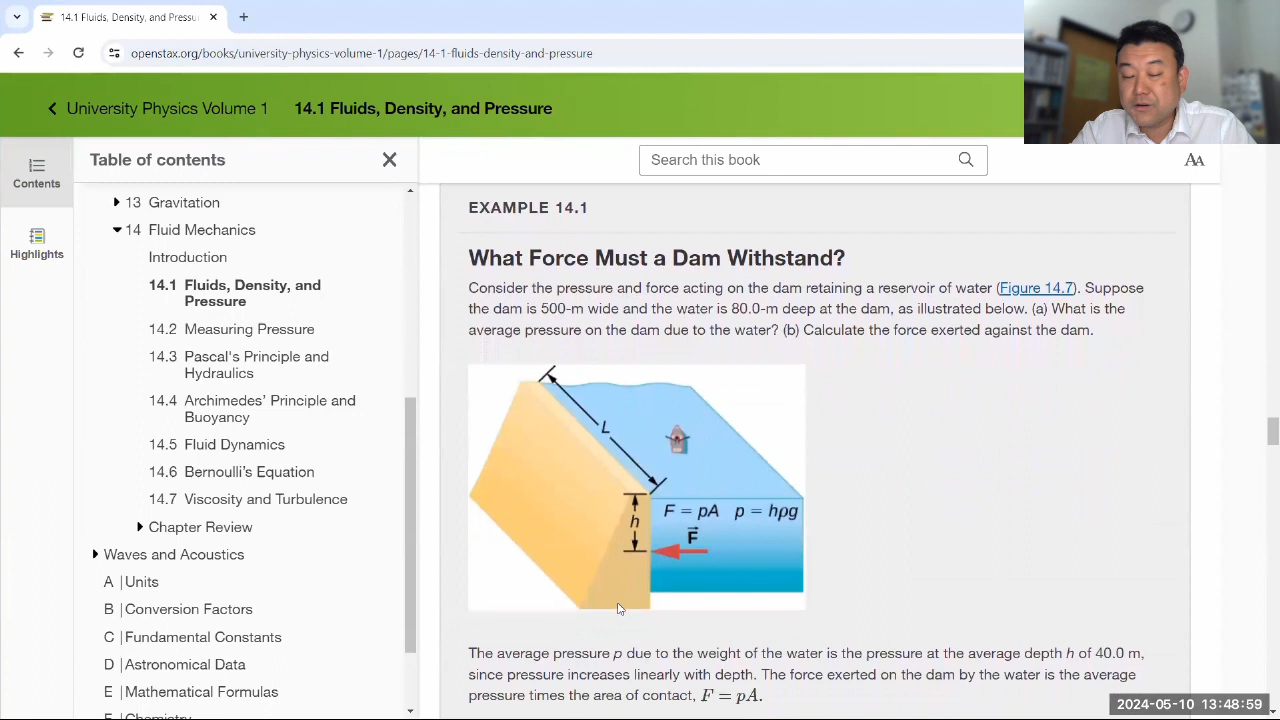 14.1 Fluids, Density, and Pressu
openstax.org/books/university-physics-volume-1/pages/14-1-fluids-density-and-pressure
University Physics Volume 1
14.1 Fluids, Density, and Pressure
Contents
Highlights
Table of contents
13 Gravitation
14 Fluid Mechanics
Introduction
14.1 Fluids, Density, and
Pressure
14.2 Measuring Pressure
14.3 Pascal's Principle and
Hydraulics
14.4 Archimedes’ Principle and
Buoyancy
14.5 Fluid Dynamics
14.6 Bernoulli’s Equation
14.7 Viscosity and Turbulence
Chapter Review
Waves and Acoustics
A | Units
B | Conversion Factors
C | Fundamental Constants
D | Astronomical Data
E | Mathematical Formulas
F | Chemistry
Search this book
AA
EXAMPLE 14.1
What Force Must a Dam Withstand?
Consider the pressure and force acting on the dam retaining a reservoir of water (Figure 14.7). Suppose
the dam is 500-m wide and the water is 80.0-m deep at the dam, as illustrated below. (a) What is the
average pressure on the dam due to the water? (b) Calculate the force exerted against the dam.
L
h
F = pA p = hρg
F
The average pressure p due to the weight of the water is the pressure at the average depth h of 40.0 m,
since pressure increases linearly with depth. The force exerted on the dam by the water is the average
pressure times the area of contact, F = pA.
2024-05-10 13:48:59